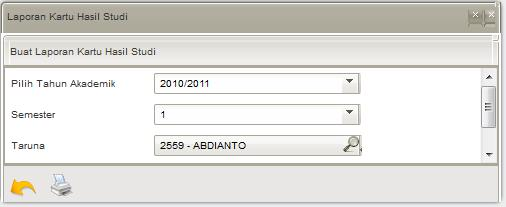 Laporan Kartu Hasil Studi
Buat Laporan Kartu Hasil Studi
Pilih Tahun Akademik 2010/2011
Semester 1
Taruna 2559 - ABDIANTO